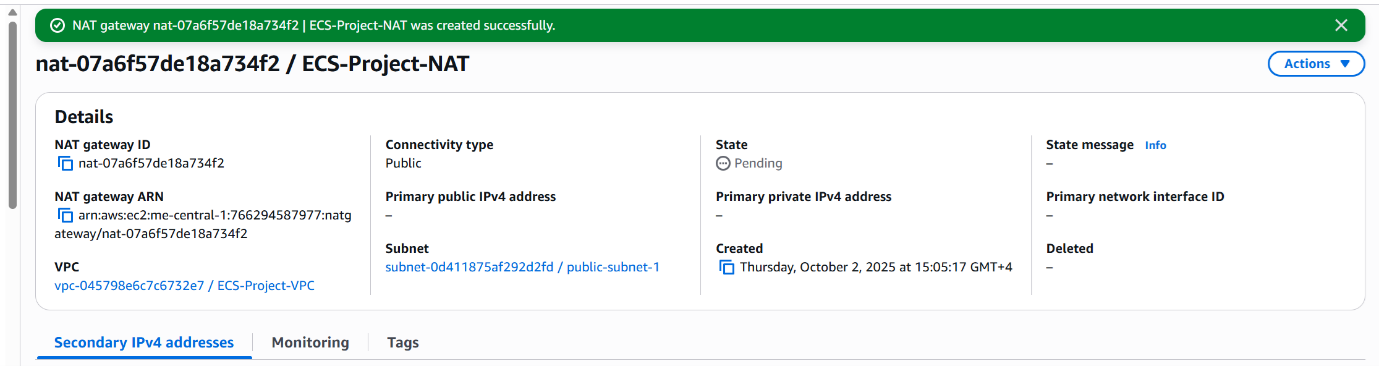 NAT gateway nat-07a6f57de18a734f2 | ECS-Project-NAT was created successfully.
nat-07a6f57de18a734f2 / ECS-Project-NAT
Actions
Details
NAT gateway ID
nat-07a6f57de18a734f2
Connectivity type
Public
State
Pending
State message Info
–
NAT gateway ARN
arn:aws:ec2:me-central-1:766294587977:natg
ateway/nat-07a6f57de18a734f2
Primary public IPv4 address
–
Primary private IPv4 address
–
Primary network interface ID
–
VPC
vpc-045798e6c7c6732e7 / ECS-Project-VPC
Subnet
subnet-0d411875af292d2fd / public-subnet-1
Created
Thursday, October 2, 2025 at 15:05:17 GMT+4
Deleted
–
Secondary IPv4 addresses
Monitoring
Tags